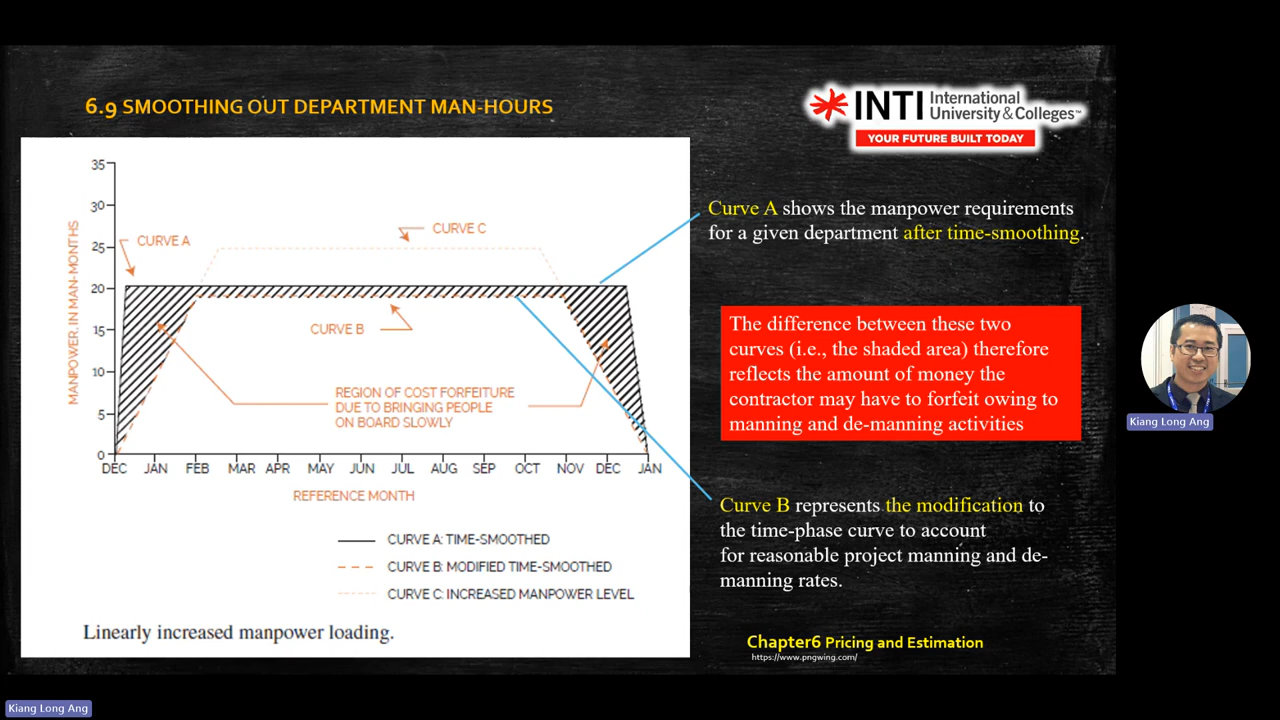 6.9 SMOOTHING OUT DEPARTMENT MAN-HOURS
INTI International
University & Colleges™
YOUR FUTURE BUILT TODAY
35
30
25
20
15
10
5
0
MANPOWER, IN MAN-MONTHS
CURVE A
CURVE C
CURVE B
REGION OF COST FORFEITURE
DUE TO BRINGING PEOPLE
ON BOARD SLOWLY
DEC JAN FEB MAR APR MAY JUN JUL AUG SEP OCT NOV DEC JAN
REFERENCE MONTH
CURVE A: TIME-SMOOTHED
CURVE B: MODIFIED TIME-SMOOTHED
CURVE C: INCREASED MANPOWER LEVEL
Linearly increased manpower loading.
Curve A shows the manpower requirements
for a given department after time-smoothing.
The difference between these two
curves (i.e., the shaded area) therefore
reflects the amount of money the
contractor may have to forfeit owing to
manning and de-manning activities
Curve B represents the modification to
the time-phase curve to account
for reasonable project manning and de-
manning rates.
Chapter6 Pricing and Estimation
https://www.pngwing.com/
Kiang Long Ang
Kiang Long Ang